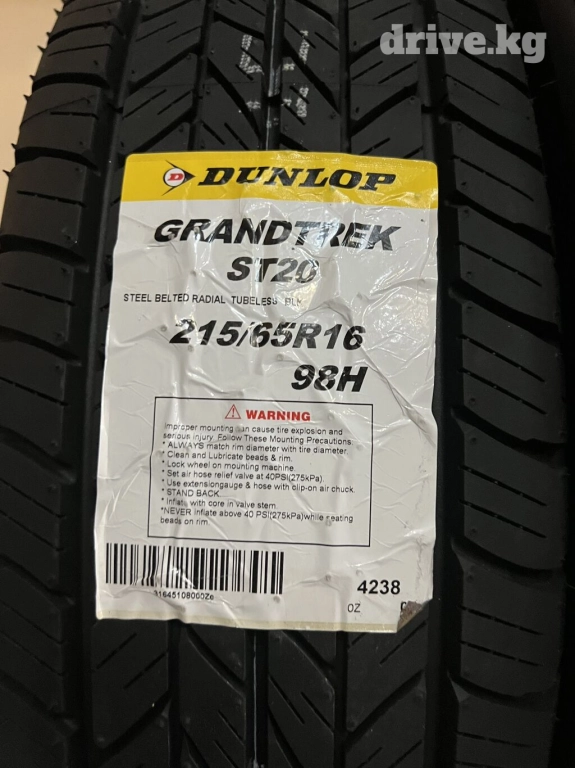 drive.kg
DUNLOP
GRANDTREK
ST20
STEEL BELTED RADIAL TUBELESS
215/65R16
98H
WARNING
Improper mounting can cause tire explosion and
serious injury. Follow These Mounting Precautions
* ALWAYS match rim diameter with tire diameter.
* Clean and Lubricate beads & rim.
* Lock wheel on mounting machine.
* Set air hose relief valve at 40PSI(275kPa)
* Use extensiongauge & hose with clip-on air chuck.
* STAND BACK.
* Inflate with core in valve stem.
*NEVER Inflate above 40 PSI(275kPa)while seating
beads on rim.
4238
OZ